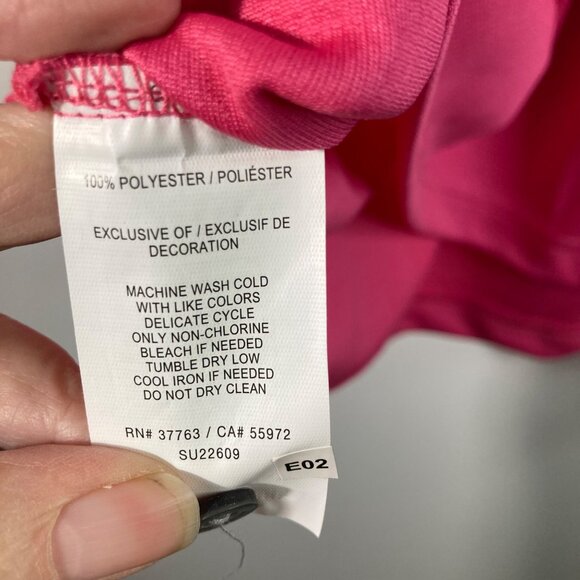 100% POLYESTER / POLIÉSTER
EXCLUSIVE OF / EXCLUSIF DE
DECORATION
MACHINE WASH COLD
WITH LIKE COLORS
DELICATE CYCLE
ONLY NON-CHLORINE
BLEACH IF NEEDED
TUMBLE DRY LOW
COOL IRON IF NEEDED
DO NOT DRY CLEAN
RN# 37763 / CA# 55972
SU22609
E02